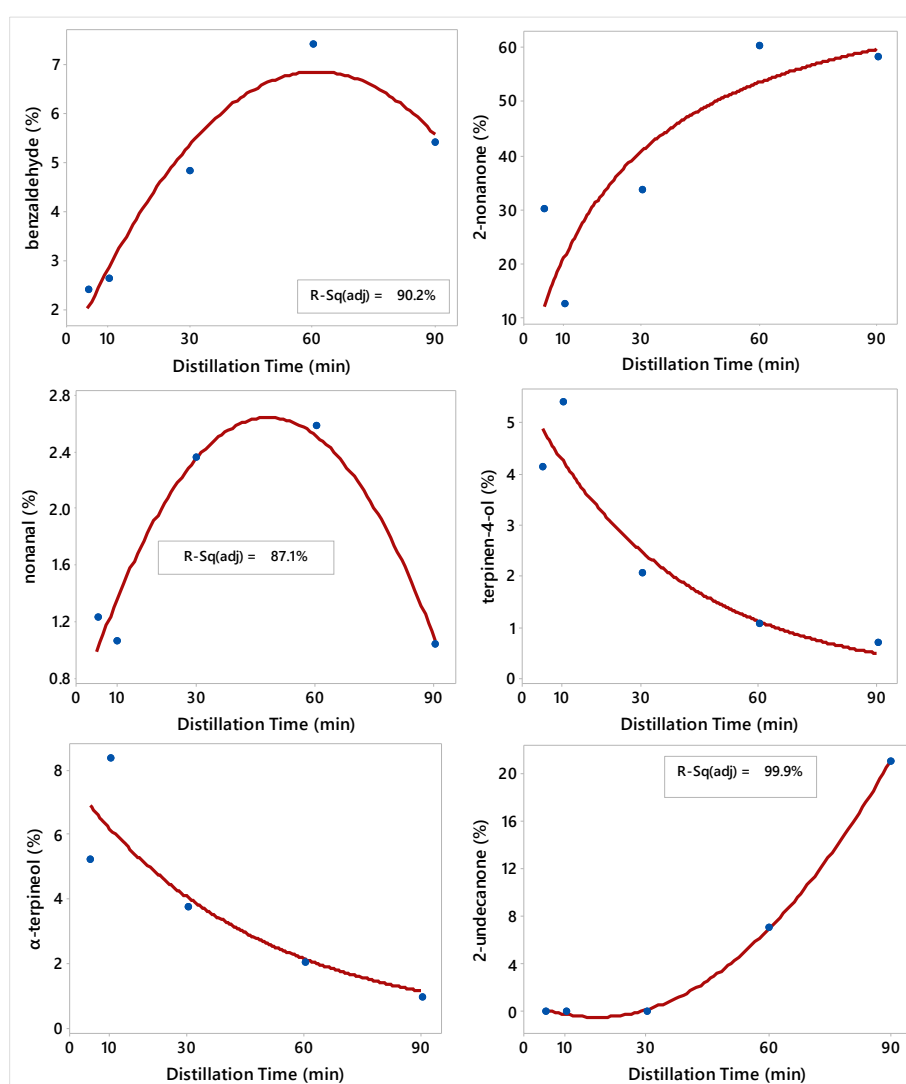 benzaldehyde (%)
7
6
5
4
3
2
R-Sq(adj) = 90.2%
0 10 30 60 90
Distillation Time (min)
2-nonanone (%)
60
50
40
30
20
10
0 10 30 60 90
Distillation Time (min)
nonanal (%)
2.8
2.4
2.0
1.6
1.2
0.8
R-Sq(adj) = 87.1%
0 10 30 60 90
Distillation Time (min)
terpinen-4-ol (%)
5
4
3
2
1
0
0 10 30 60 90
Distillation Time (min)
α-terpineol (%)
8
6
4
2
0
0 10 30 60 90
Distillation Time (min)
2-undecanone (%)
20
16
12
8
4
0
R-Sq(adj) = 99.9%
0 10 30 60 90
Distillation Time (min)